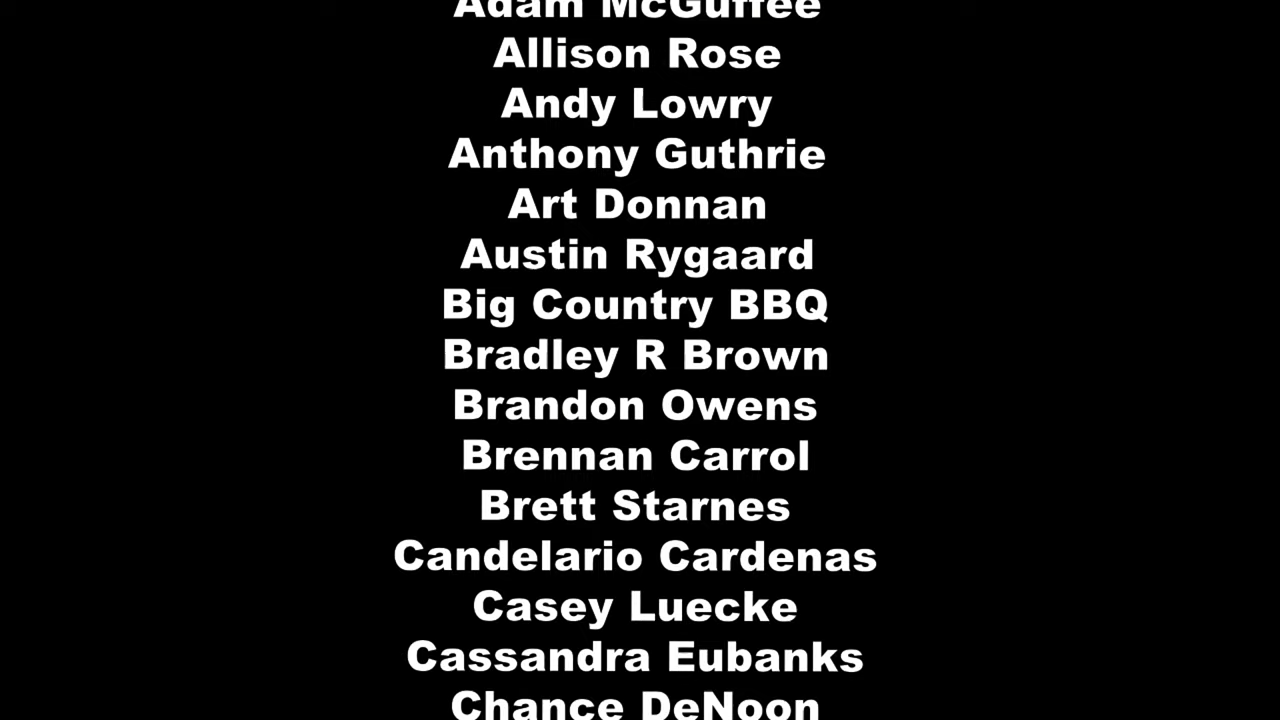 Adam McGuffee
Allison Rose
Andy Lowry
Anthony Guthrie
Art Donnan
Austin Rygaard
Big Country BBQ
Bradley R Brown
Brandon Owens
Brennan Carrol
Brett Starnes
Candelario Cardenas
Casey Luecke
Cassandra Eubanks
Chance DeNoon